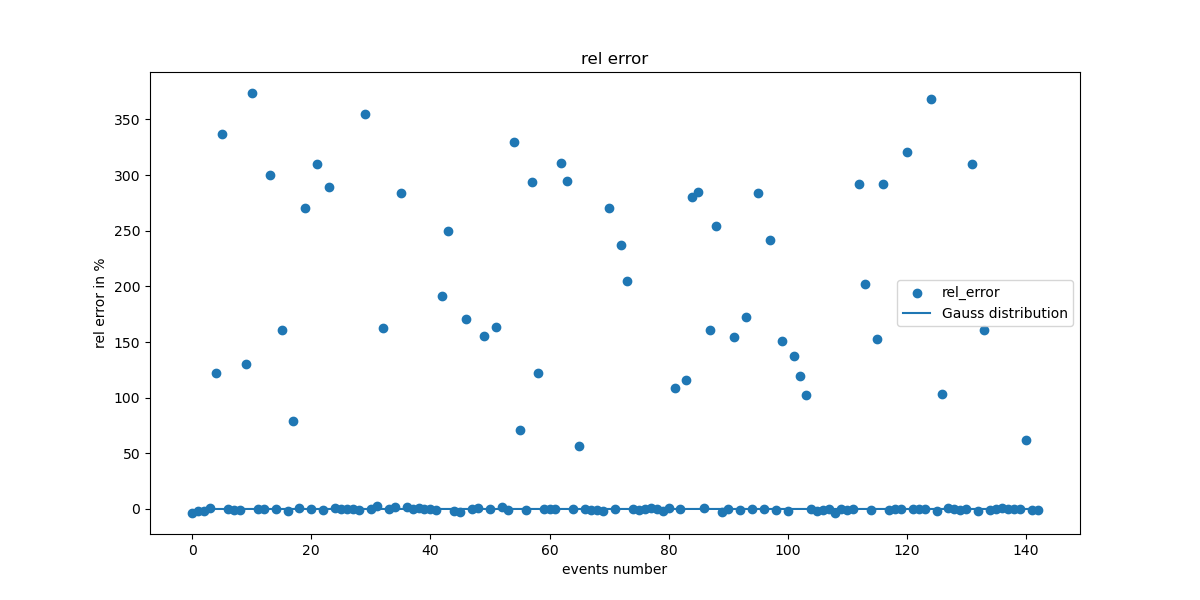 rel error
rel error in %
350
300
250
200
150
100
50
0
rel_error
Gauss distribution
0 20 40 60 80 100 120 140
events number